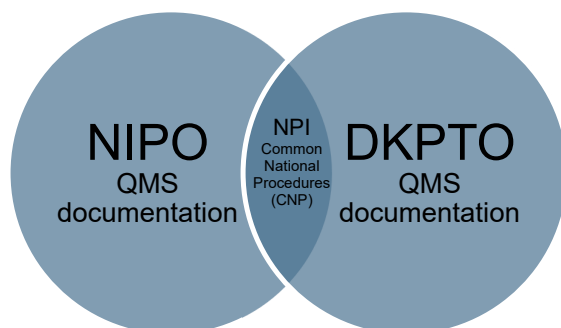 NIPO
QMS
documentation
NPI
Common
National
Procedures
(CNP)
DKPTO
QMS
documentation